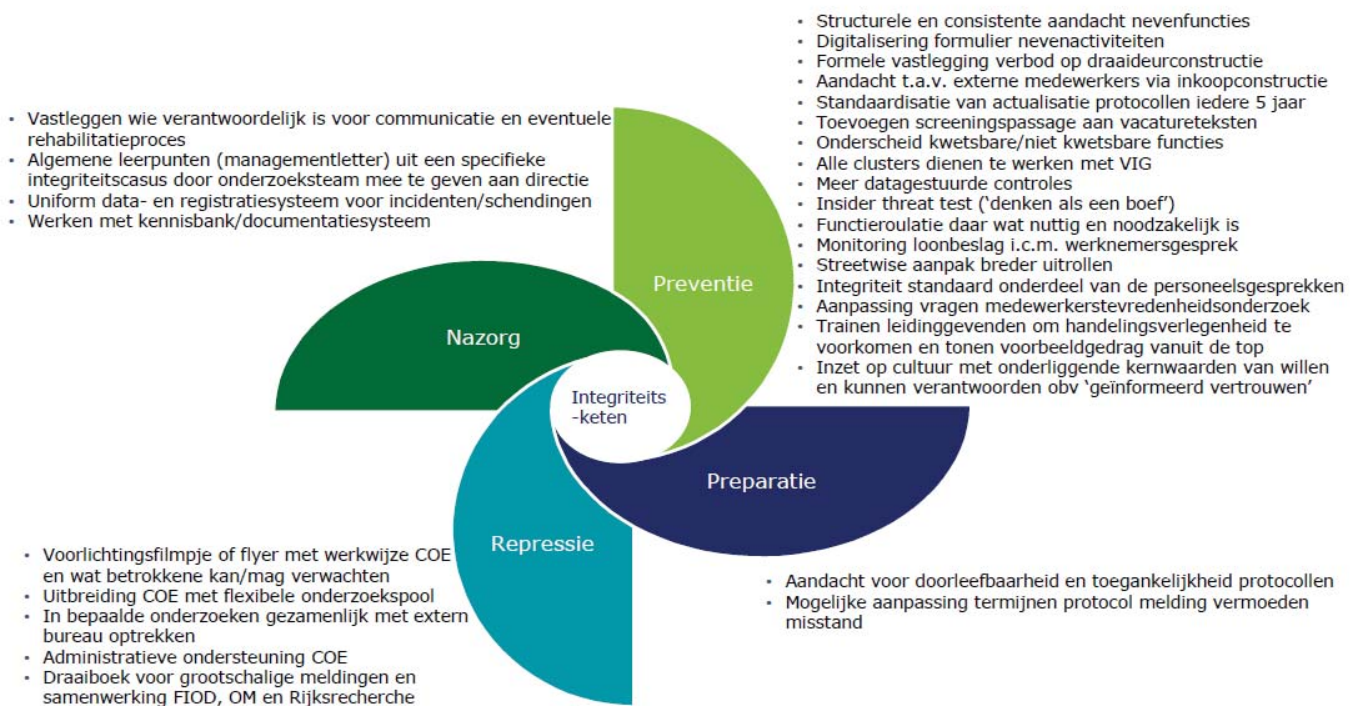 • Structurele en consistente aandacht nevenfuncties
• Digitalisering formulier nevenactiviteiten
• Formele vastlegging verbod op draaideurconstructie
• Aandacht t.a.v. externe medewerkers via inkoopconstructie
• Standaardisatie van actualisatie protocollen iedere 5 jaar
• Toevoegen screeningspassage aan vacatureteksten
• Onderscheid kwetsbare/niet kwetsbare functies
• Alle clusters dienen te werken met VIG
• Meer datagestuurde controles
• Insider threat test (‘denken als een boef’)
• Functieroulatie daar wat nuttig en noodzakelijk is
• Monitoring loonbeslag i.c.m. werknemersgesprek
• Streetwise aanpak breder uitrollen
• Integriteit standaard onderdeel van de personeelsgesprekken
• Aanpassing vragen medewerkerstevredenheidsonderzoek
• Trainen leidinggevenden om handelingsverlegenheid te
voorkomen en tonen voorbeeldgedrag vanuit de top
• Inzet op cultuur met onderliggende kernwaarden van willen
en kunnen verantwoorden obv ‘geïnformeerd vertrouwen’
• Vastleggen wie verantwoordelijk is voor communicatie en eventuele
rehabilitatieproces
• Algemene leerpunten (managementletter) uit een specifieke
integriteitscasus door onderzoeksteam mee te geven aan directie
• Uniform data- en registratiesysteem voor incidenten/schendingen
• Werken met kennisbank/documentatiesysteem
Preventie
Nazorg
Integriteits
-keten
Preparatie
Repressie
• Voorlichtingsfilmpje of flyer met werkwijze COE
en wat betrokkene kan/mag verwachten
• Uitbreiding COE met flexibele onderzoekspool
• In bepaalde onderzoeken gezamenlijk met extern
bureau optrekken
• Administratieve ondersteuning COE
• Draaiboek voor grootschalige meldingen en
samenwerking FIOD, OM en Rijksrecherche
• Aandacht voor doorleefbaarheid en toegankelijkheid protocollen
• Mogelijke aanpassing termijnen protocol melding vermoeden
misstand